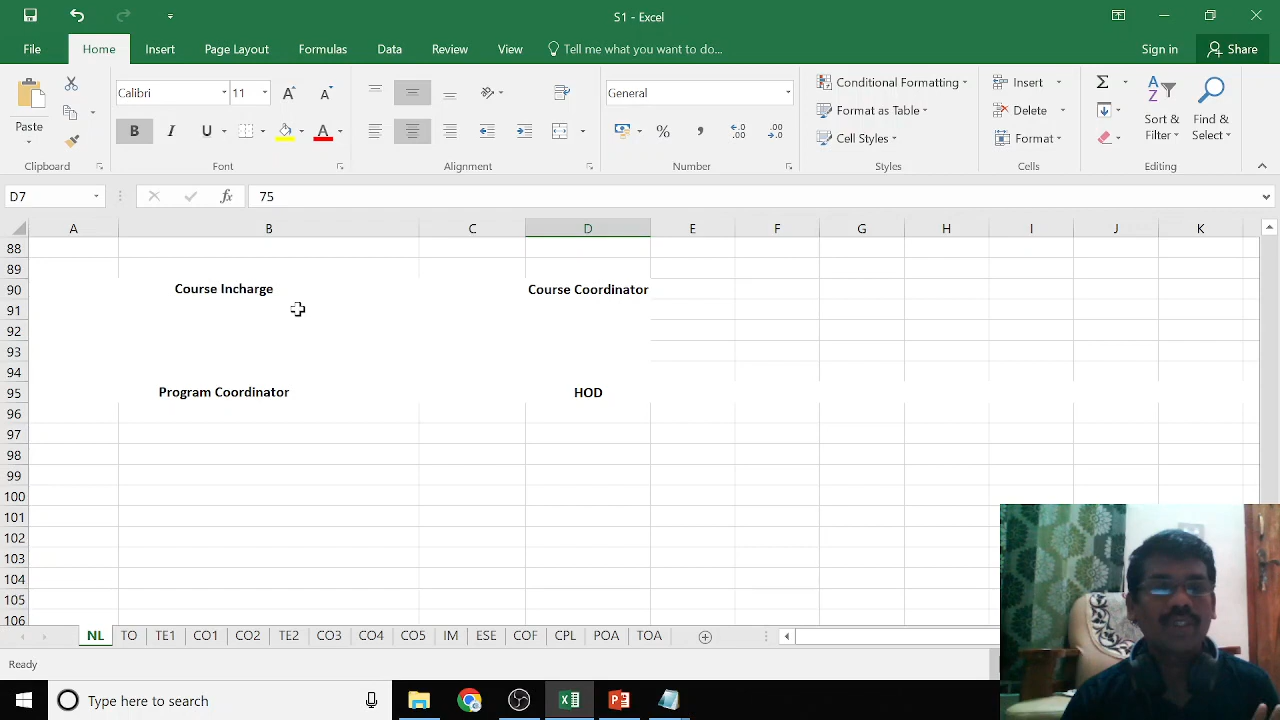 S1 - Excel
File Home Insert Page Layout Formulas Data Review View Tell me what you want to do... Sign in Share
Calibri 11 General Conditional Formatting Insert
Paste B I U A % , Format as Table Delete Sort & Find &
Cell Styles Format Filter Select
Clipboard Font Alignment Number Styles Cells Editing
D7 fx 75
A B C D E F G H I J K
88
89
90 Course Incharge Course Coordinator
91
92
93
94
95 Program Coordinator HOD
96
97
98
99
100
101
102
103
104
105
106
NL TO TE1 CO1 CO2 TE2 CO3 CO4 CO5 IM ESE COF CPL POA TOA
Ready
Type here to search